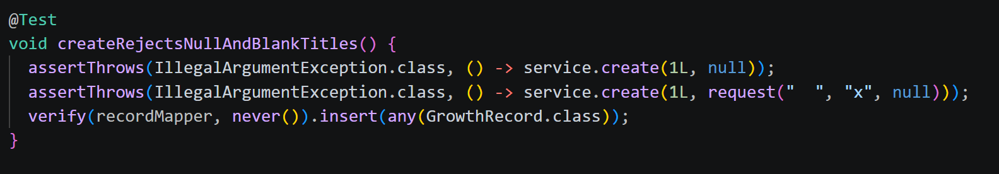 @Test
void createRejectsNullAndBlankTitles() {
  assertThrows(IllegalArgumentException.class, () -> service.create(1L, null));
  assertThrows(IllegalArgumentException.class, () -> service.create(1L, request("  ", "x", null)));
  verify(recordMapper, never()).insert(any(GrowthRecord.class));
}